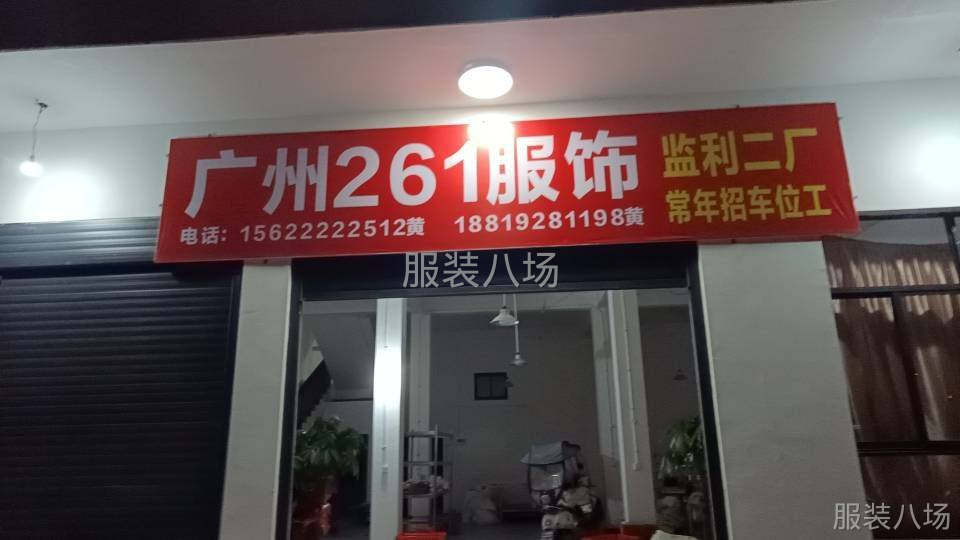 广州261服饰
监利二厂
常年招车位工
电话：15622222512黄 18819281198黄
服装八场
服装八场